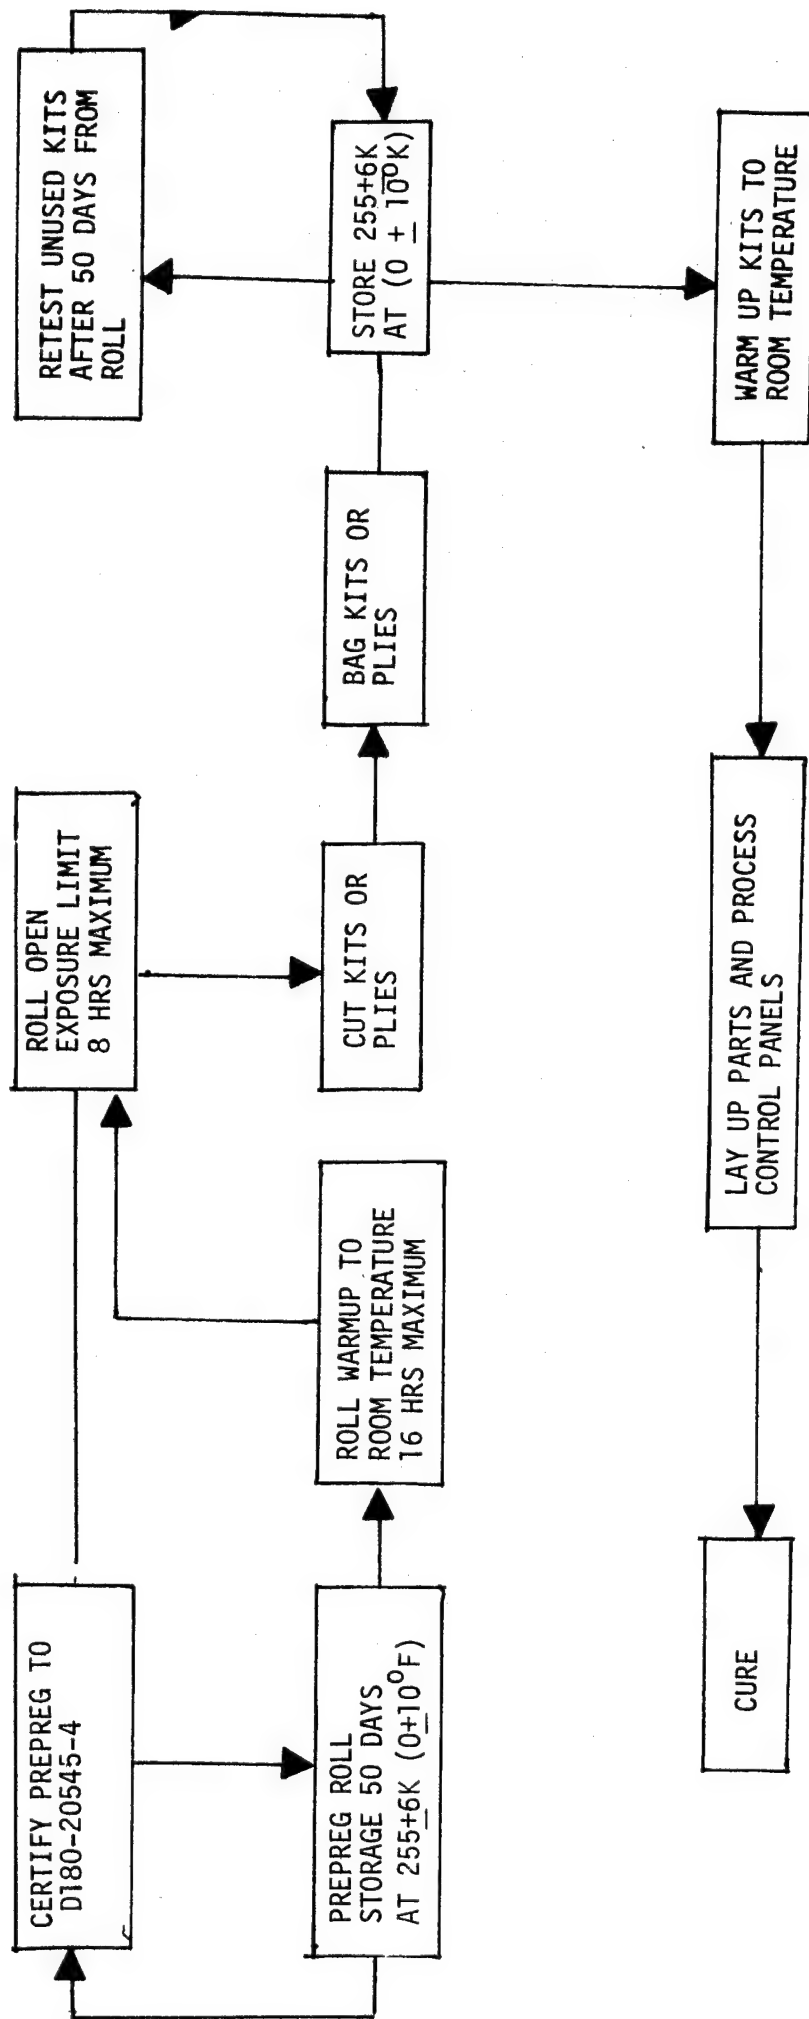 CERTIFY PREPREG TO
D180-20545-4
PREPREG ROLL
STORAGE 50 DAYS
AT 255±6K (0±10⁰F)
ROLL WARMUP TO
ROOM TEMPERATURE
16 HRS MAXIMUM
ROLL OPEN
EXPOSURE LIMIT
8 HRS MAXIMUM
CUT KITS OR
PLIES
BAG KITS OR
PLIES
STORE 255+6K
AT (0 ± 10⁰K)
RETEST UNUSED KITS
AFTER 50 DAYS FROM
ROLL
WARM UP KITS TO
ROOM TEMPERATURE
LAY UP PARTS AND PROCESS
CONTROL PANELS
CURE